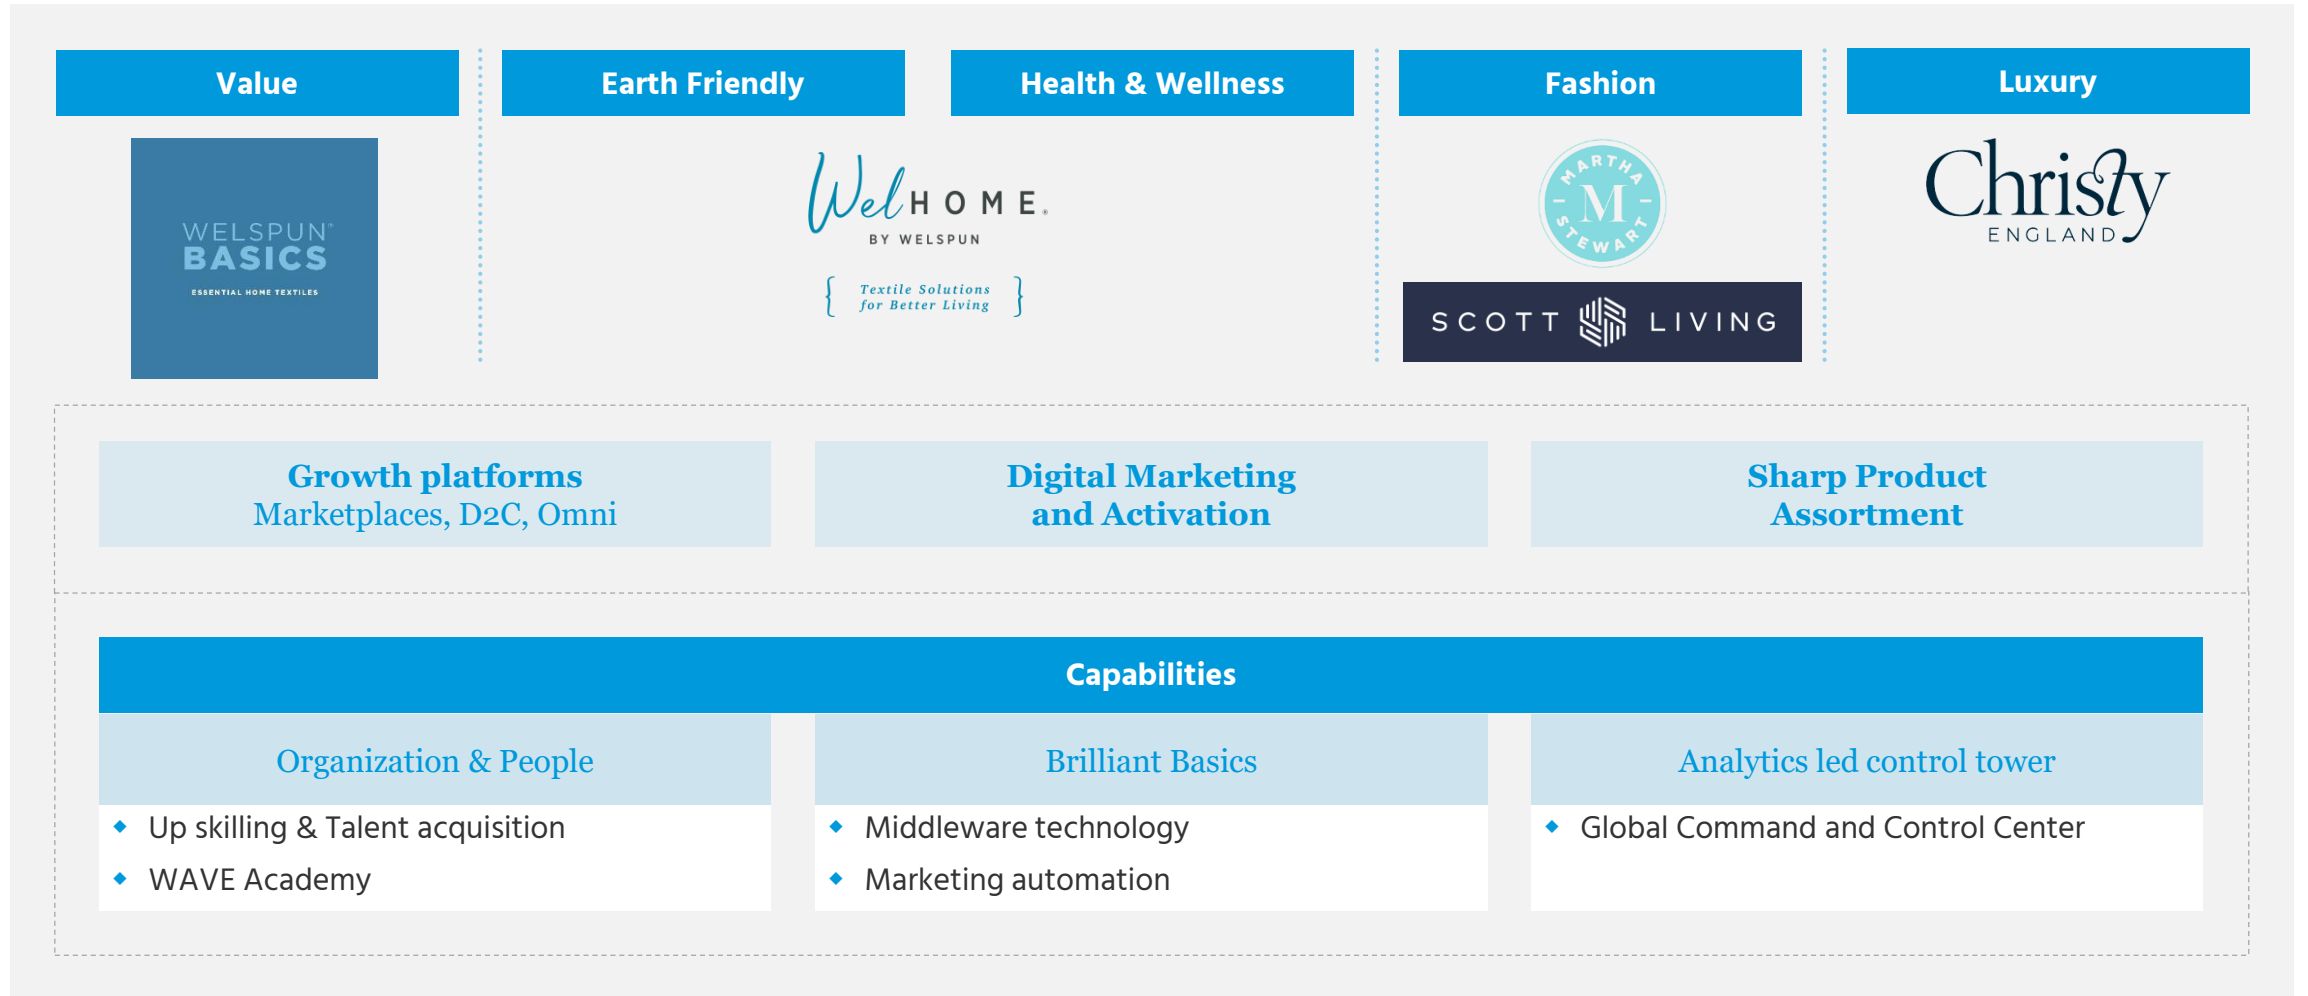 Value
Earth Friendly
Health & Wellness
Fashion
Luxury
WELSPUN®
BASICS
ESSENTIAL HOME TEXTILES
WelHOME®
BY WELSPUN
{ Textile Solutions
for Better Living }
MARTHA
M
STEWART
SCOTT LIVING
Christy
ENGLAND
Growth platforms
Marketplaces, D2C, Omni
Digital Marketing
and Activation
Sharp Product
Assortment
Capabilities
Organization & People
◆ Up skilling & Talent acquisition
◆ WAVE Academy
Brilliant Basics
◆ Middleware technology
◆ Marketing automation
Analytics led control tower
◆ Global Command and Control Center